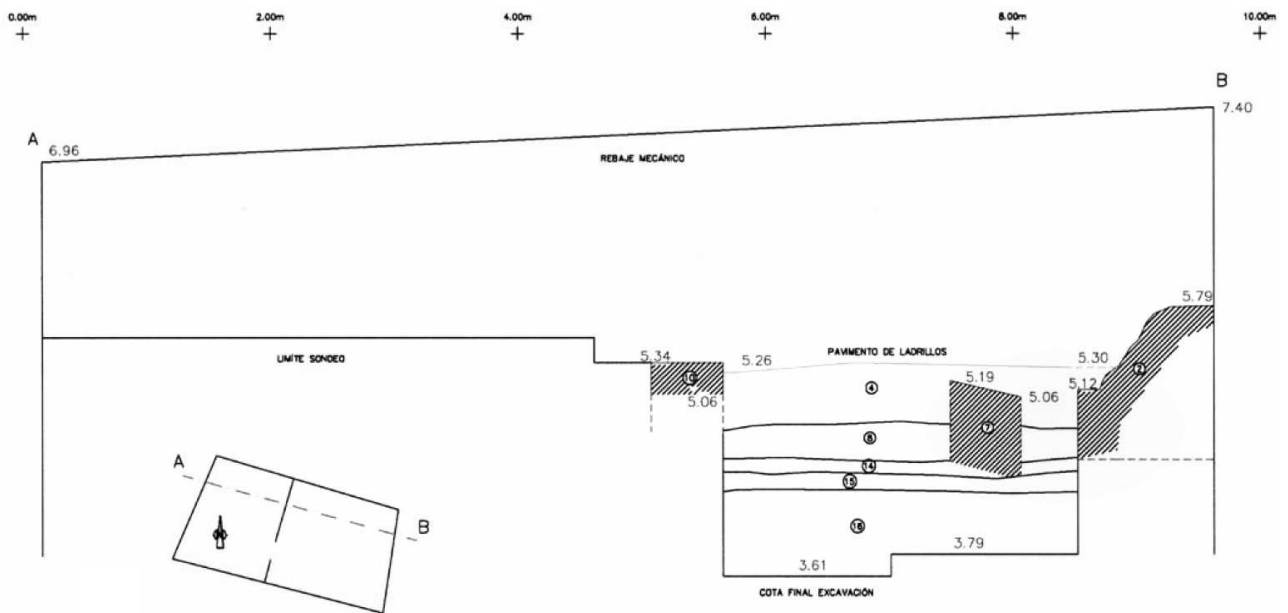 0.00m 2.00m 4.00m 6.00m 8.00m 10.00m
B
7.40
A
6.96
REBAJE MECÁNICO
5.79
LIMÍTE SONDEO
PAVIMENTO DE LADRILLOS
5.34 5.26 5.30
10 2
5.19 5.12
4
5.06 5.06
7
8
14
A
15
B
16
3.79
3.61
COTA FINAL EXCAVACIÓN